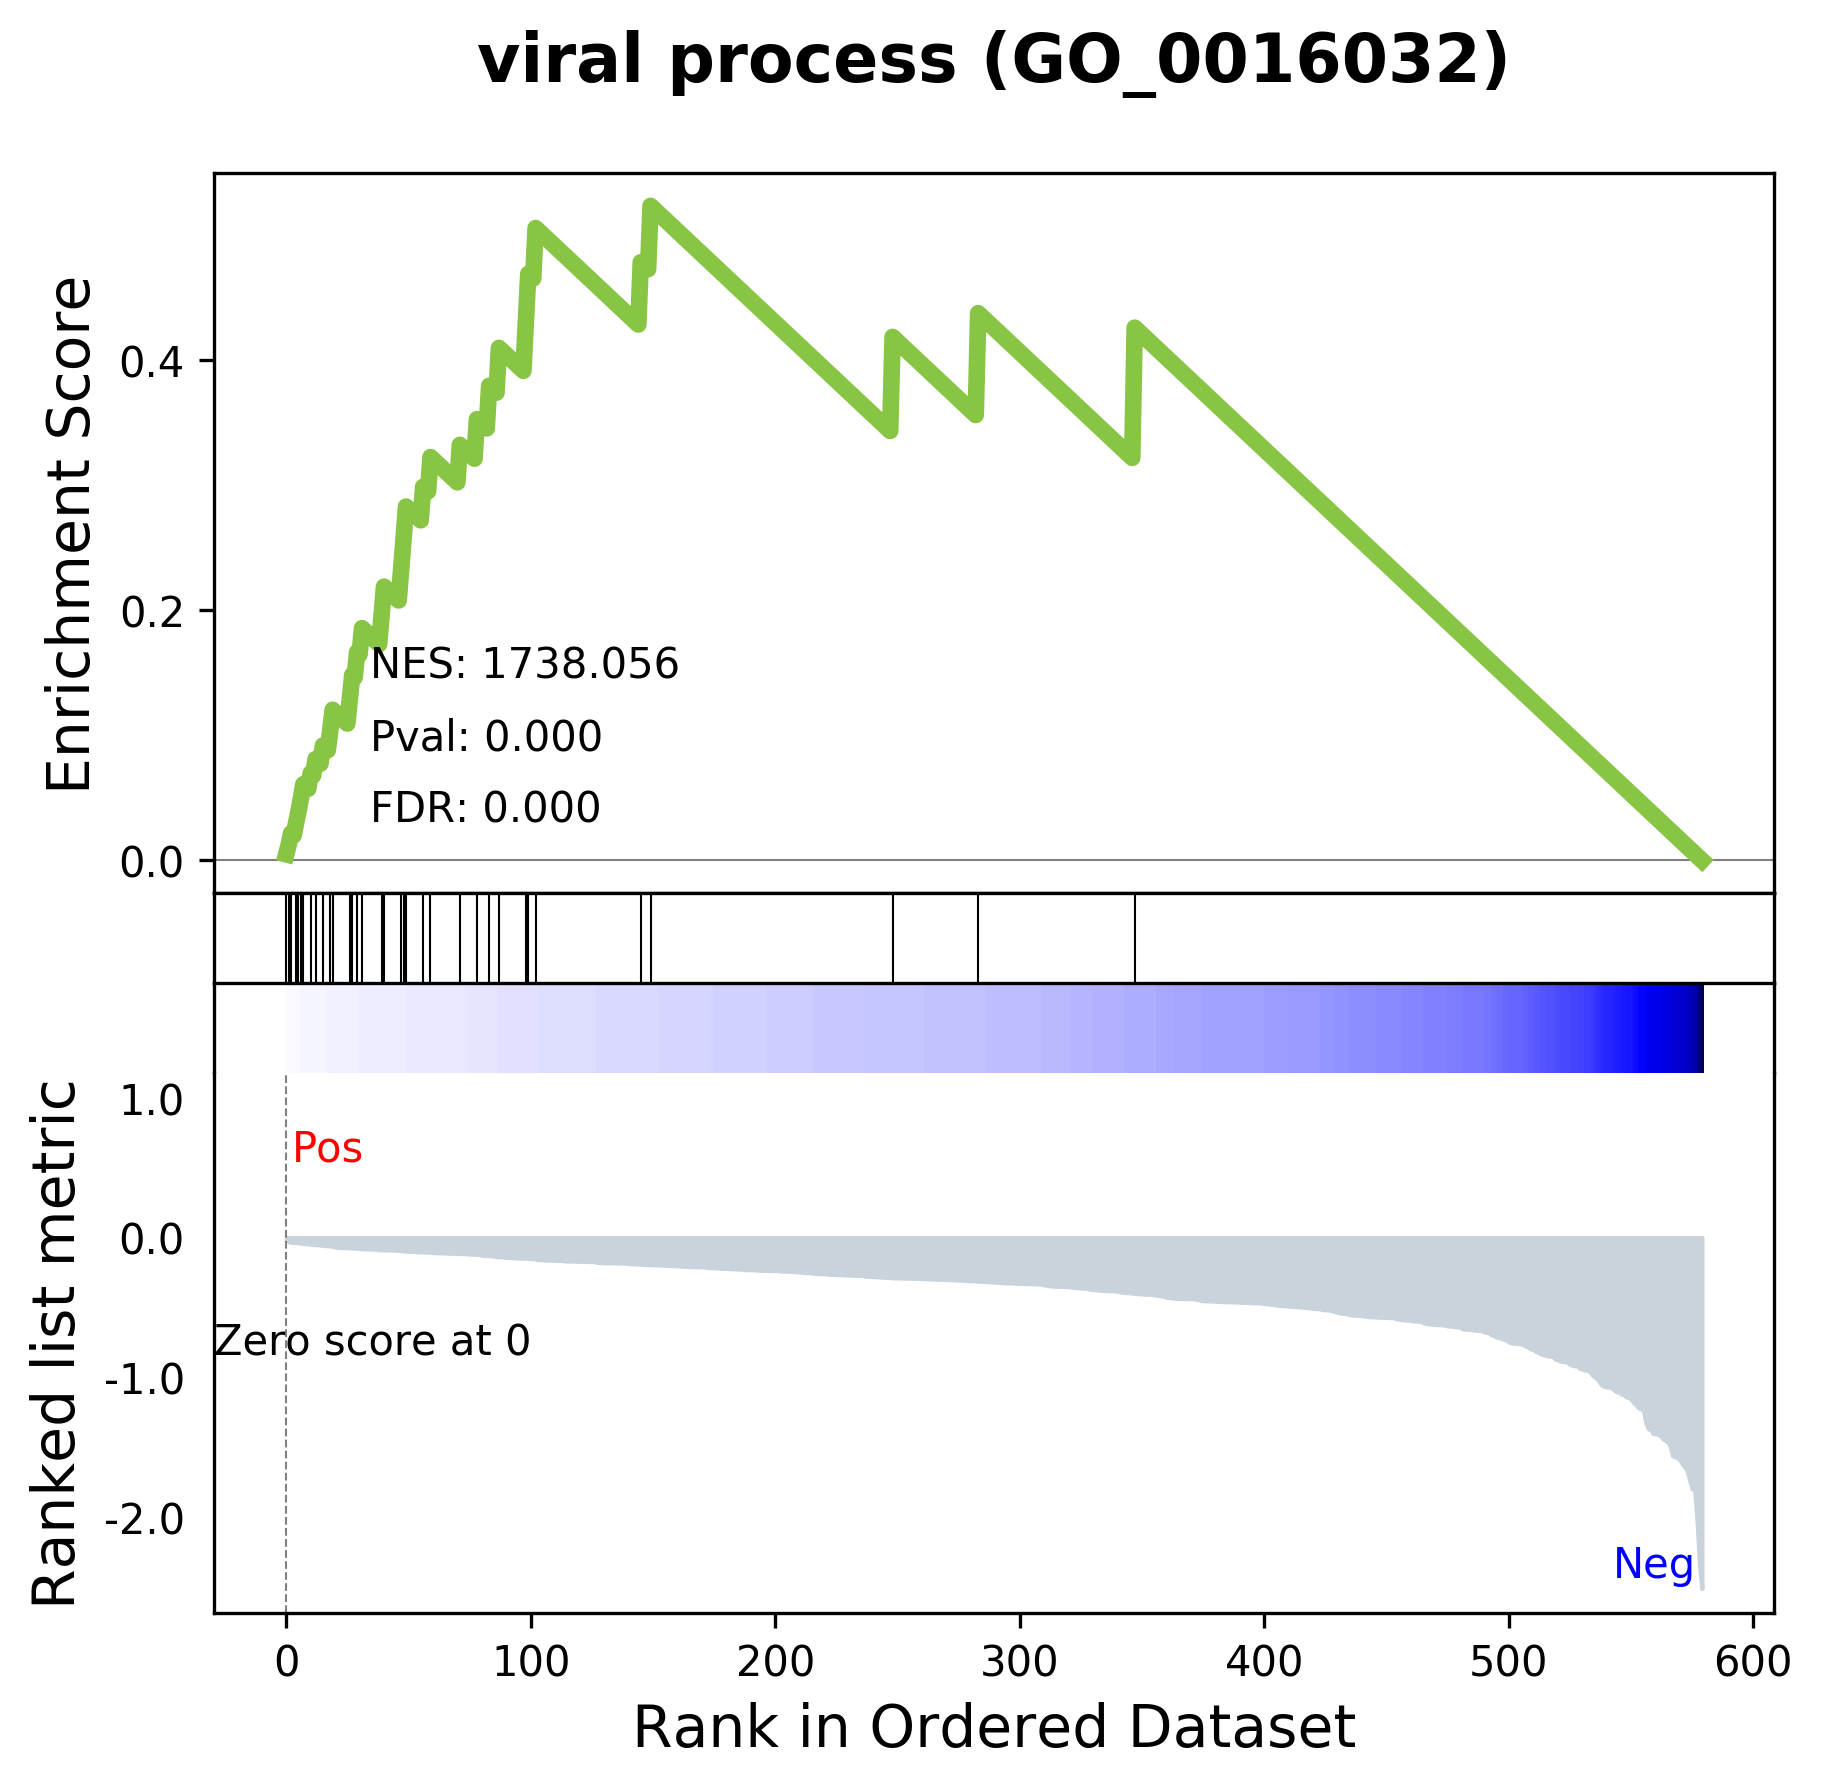 viral process (GO_0016032)
Enrichment Score
0.4
0.2
0.0
NES: 1738.056
Pval: 0.000
FDR: 0.000
Ranked list metric
1.0
0.0
-1.0
-2.0
Pos
Zero score at 0
Neg
0 100 200 300 400 500 600
Rank in Ordered Dataset